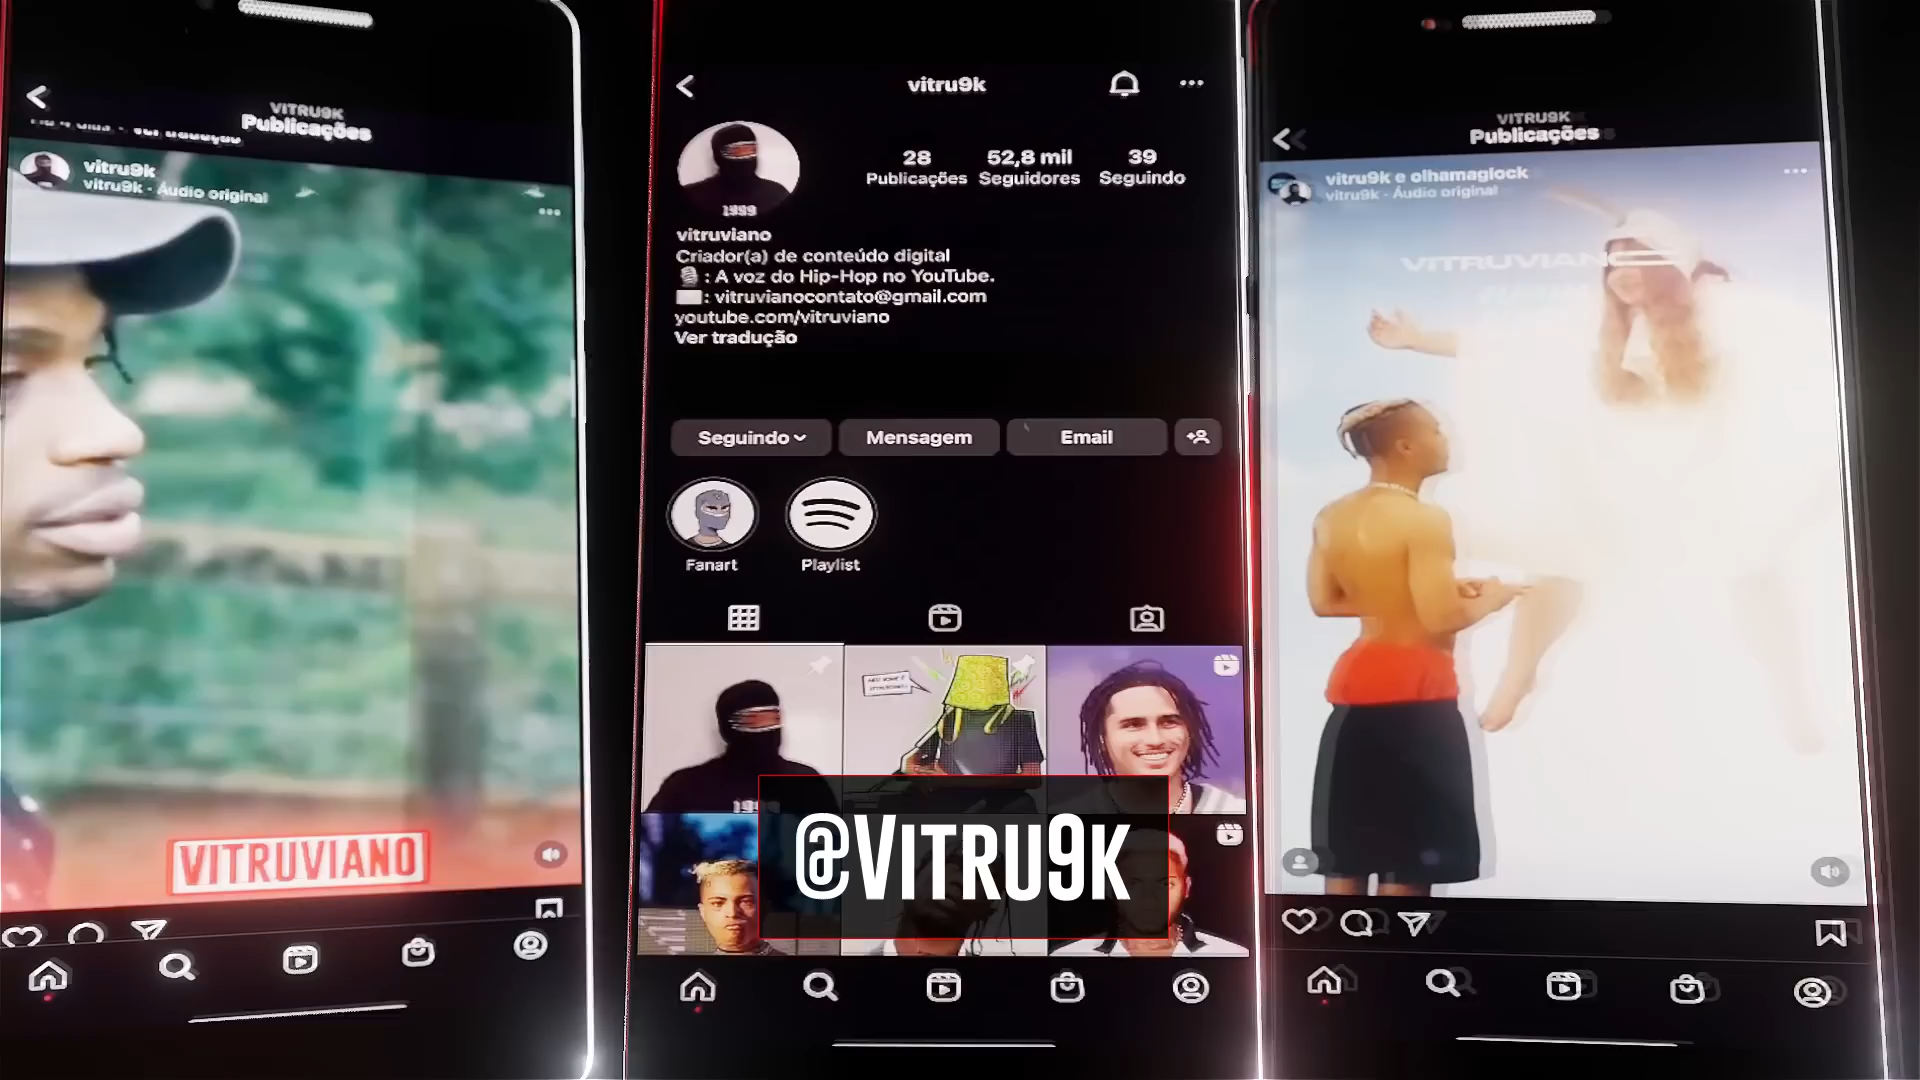 VITRU9K
Publicações
vitru9k
vitru9k - Áudio original
VITRUVIANO
vitru9k
28
Publicações
52,8 mil
Seguidores
39
Seguindo
1999
vitruviano
Criador(a) de conteúdo digital
: A voz do Hip-Hop no YouTube.
: vitruvianocontato@gmail.com
youtube.com/vitruviano
Ver tradução
Seguindo
Mensagem
Email
Fanart
Playlist
@Vitru9k
VITRU9K
Publicações
vitru9k e olhamaglock
vitru9k - Áudio original